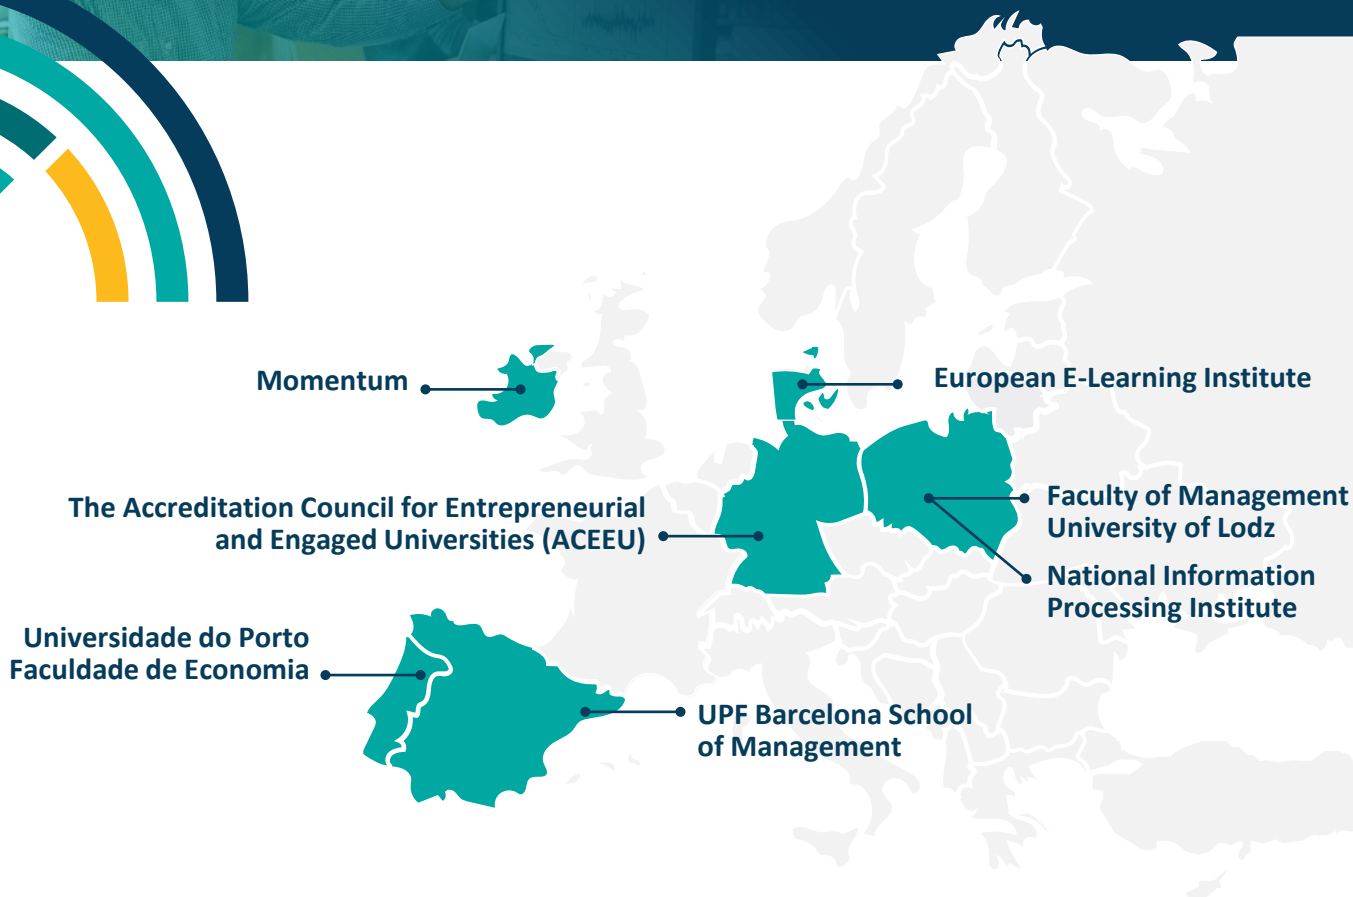 Momentum
European E-Learning Institute
The Accreditation Council for Entrepreneurial
and Engaged Universities (ACEEU)
Faculty of Management
University of Lodz
National Information
Processing Institute
Universidade do Porto
Faculdade de Economia
UPF Barcelona School
of Management